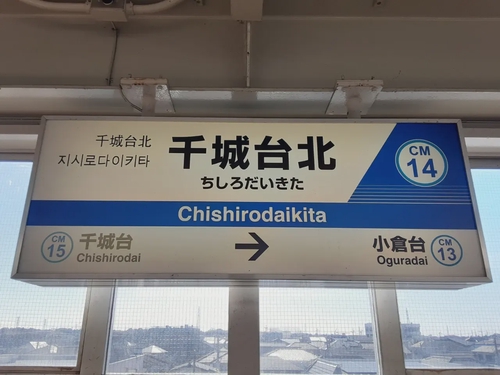 千城台北
지시로다이키타
千城台北
ちしろだいきた
CM
14
Chishirodaikita
CM
15
千城台
Chishirodai
小倉台
Oguradai
CM
13